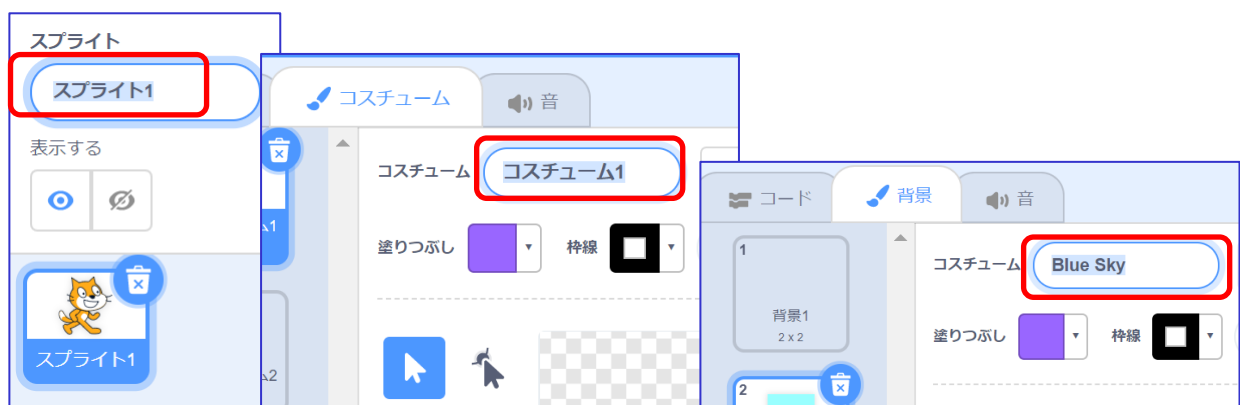 スプライト
スプライト1
表示する
スプライト1
コスチューム
音
コスチューム
コスチューム1
塗りつぶし
枠線
コード
背景
音
1
背景1
2 x 2
2
コスチューム
Blue Sky
塗りつぶし
枠線